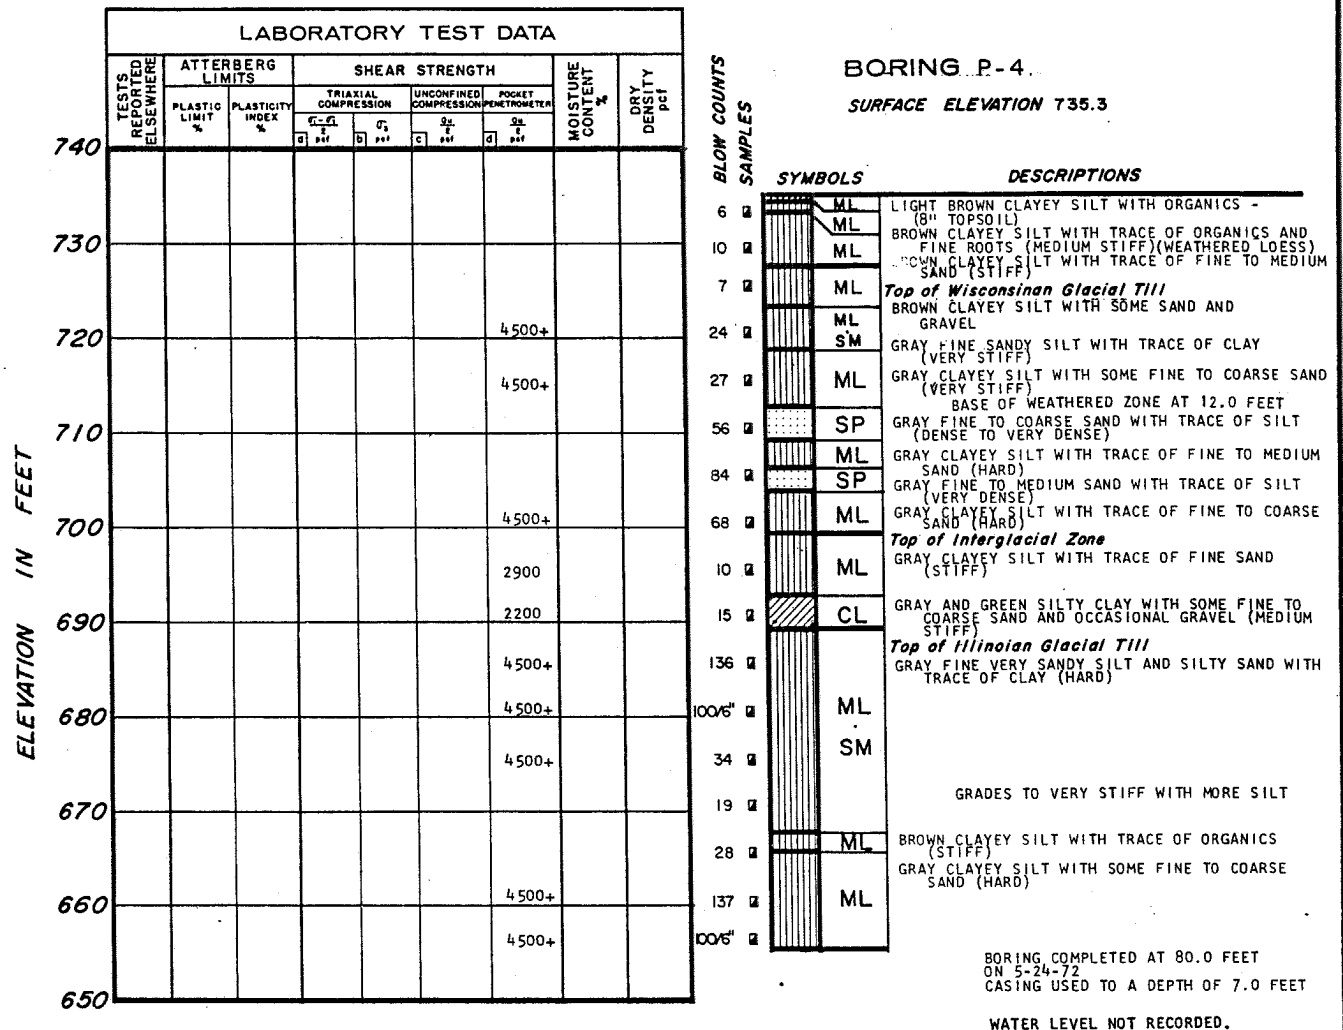 LABORATORY TEST DATA
TESTS REPORTED ELSEWHERE
ATTERBERG LIMITS
PLASTIC LIMIT %
PLASTICITY INDEX %
SHEAR STRENGTH
TRIAXIAL COMPRESSION
UNCONFINED COMPRESSION
POCKET PENETROMETER
a psf
b psf
c psf
d psf
MOISTURE CONTENT %
DRY DENSITY pcf
BLOW COUNTS
SAMPLES
BORING P-4.
SURFACE ELEVATION 735.3
SYMBOLS
DESCRIPTIONS
ELEVATION IN FEET
740
730
720
710
700
690
680
670
660
650
4500+
4500+
4500+
2900
2200
4500+
4500+
4500+
4500+
4500+
6
10
7
24
27
56
84
68
10
15
136
100/6"
34
19
28
137
100/6"
ML
ML
ML
ML
ML
SM
ML
SP
ML
SP
ML
ML
CL
ML
SM
ML
ML
LIGHT BROWN CLAYEY SILT WITH ORGANICS -
(8" TOPSOIL)
BROWN CLAYEY SILT WITH TRACE OF ORGANICS AND
FINE ROOTS (MEDIUM STIFF)(WEATHERED LOESS)
CLAYEY SILT WITH TRACE OF FINE TO MEDIUM
SAND (STIFF)
Top of Wisconsinan Glacial Till
BROWN CLAYEY SILT WITH SOME SAND AND
GRAVEL
GRAY FINE SANDY SILT WITH TRACE OF CLAY
(VERY STIFF)
GRAY CLAYEY SILT WITH SOME FINE TO COARSE SAND
(VERY STIFF)
BASE OF WEATHERED ZONE AT 12.0 FEET
GRAY FINE TO COARSE SAND WITH TRACE OF SILT
(DENSE TO VERY DENSE)
GRAY CLAYEY SILT WITH TRACE OF FINE TO MEDIUM
SAND (HARD)
GRAY FINE TO MEDIUM SAND WITH TRACE OF SILT
(VERY DENSE)
GRAY CLAYEY SILT WITH TRACE OF FINE TO COARSE
SAND (HARD)
Top of Interglacial Zone
GRAY CLAYEY SILT WITH TRACE OF FINE SAND
(STIFF)
GRAY AND GREEN SILTY CLAY WITH SOME FINE TO
COARSE SAND AND OCCASIONAL GRAVEL (MEDIUM
STIFF)
Top of Illinoian Glacial Till
GRAY FINE VERY SANDY SILT AND SILTY SAND WITH
TRACE OF CLAY (HARD)
GRADES TO VERY STIFF WITH MORE SILT
BROWN CLAYEY SILT WITH TRACE OF ORGANICS
(STIFF)
GRAY CLAYEY SILT WITH SOME FINE TO COARSE
SAND (HARD)
BORING COMPLETED AT 80.0 FEET
ON 5-24-72
CASING USED TO A DEPTH OF 7.0 FEET
WATER LEVEL NOT RECORDED.